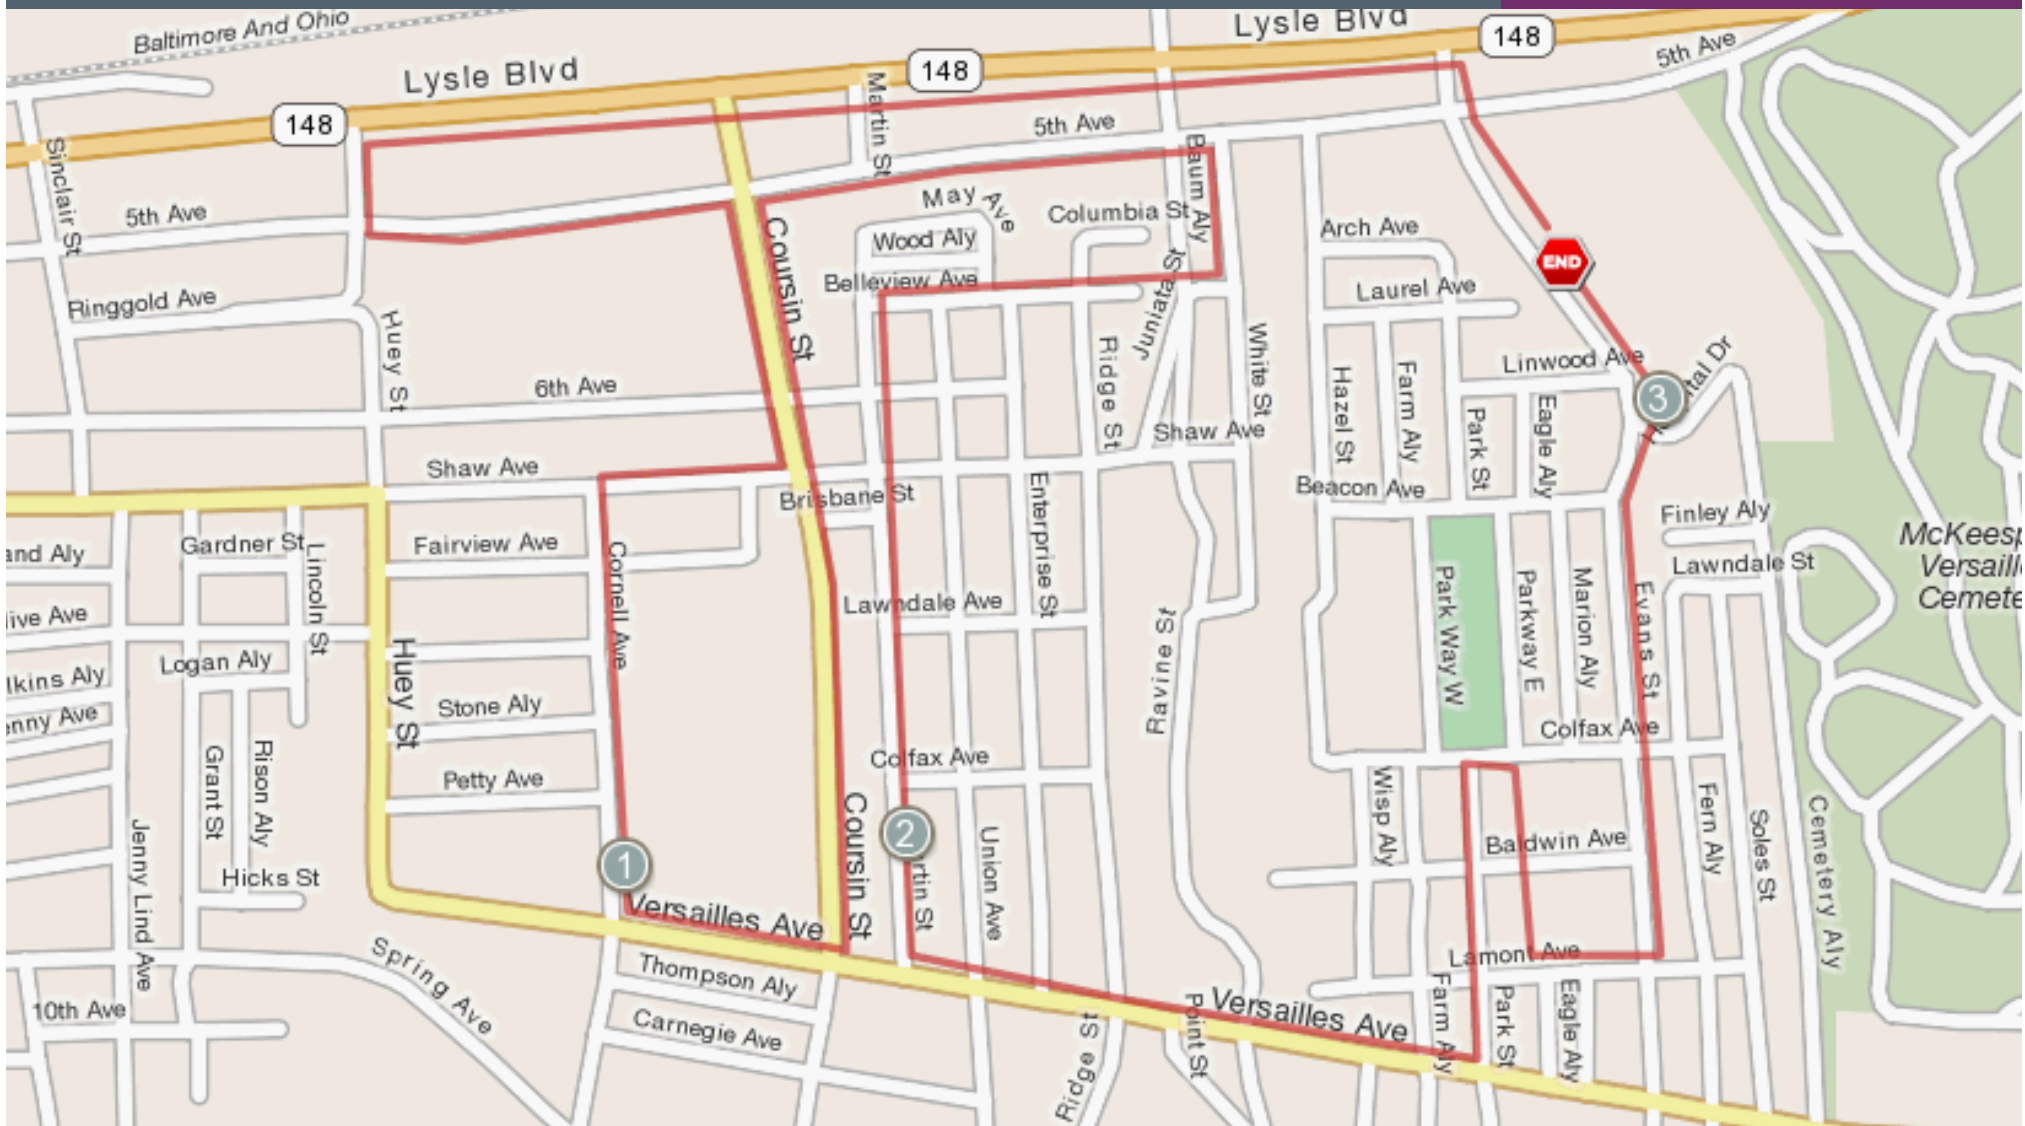 Baltimore And Ohio
Lysle Blvd
148
5th Ave
Lysle Blvd
148
148
Martin St
5th Ave
Baum Aly
Sinclair St
5th Ave
May Ave
Columbia St
Wood Aly
Arch Ave
Coursin St
Belleview Ave
Juniata St
Laurel Ave
END
Ringgold Ave
Huey St
Ridge St
White St
Linwood Ave
3
6th Ave
Hazel St
Farm Aly
Park St
Eagle Aly
Shaw Ave
Shaw Ave
Brisbane St
Enterprise St
Beacon Ave
Finley Aly
Gardner St
Lincoln St
Fairview Ave
Cornell Ave
Lawndale St
Lawndale Ave
Park Way W
Parkway E
Marion Aly
Evans St
Logan Aly
Huey St
Stone Aly
Ravine St
Colfax Ave
Colfax Ave
Grant St
Rison Aly
Petty Ave
Wisp Aly
Fern Aly
Soles St
Cemetery Aly
Jenny Lind Ave
Coursin St
2
Union Ave
Baldwin Ave
1
Hicks St
Versailles Ave
Lamont Ave
Spring Ave
Thompson Aly
Farm Aly
Park St
Eagle Aly
10th Ave
Carnegie Ave
Ridge St
Point St
Versailles Ave